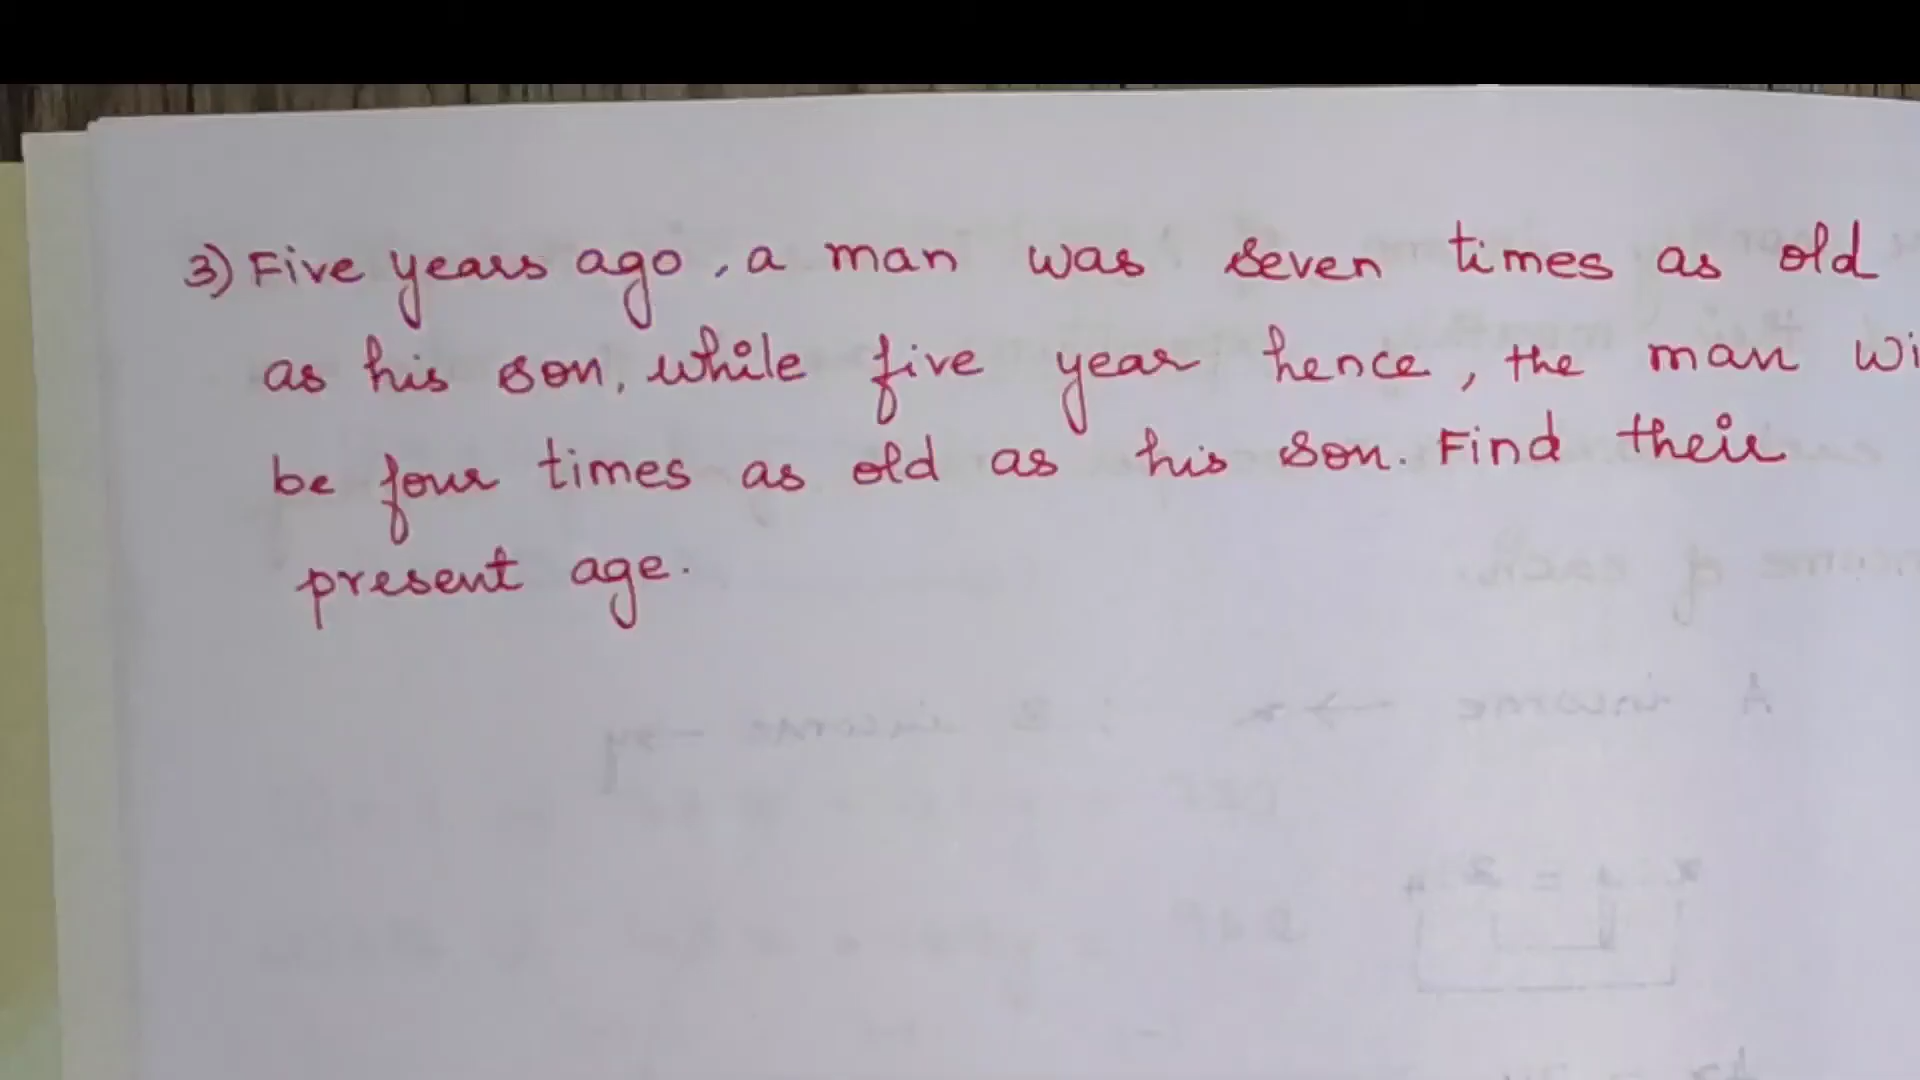 3) Five years ago, a man was seven times as old
as his son, while five year hence, the man wi
be four times as old as his son. Find their
present age.